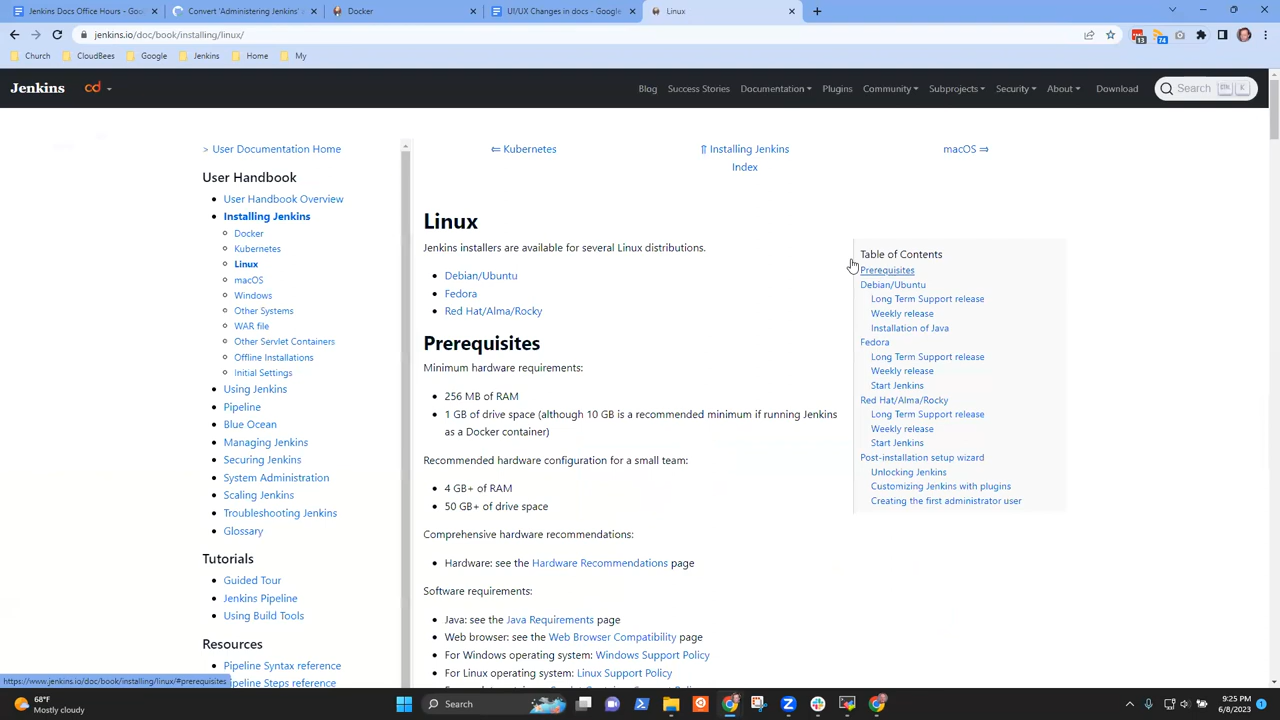 Jenkins Docs Office Hours - Goo
Convert 'Administering Jenkins'
Docker
UI/UX Changes in docs - Google
Linux
jenkins.io/doc/book/installing/linux/
13
74
Church
CloudBees
Google
Jenkins
Home
My
Jenkins
cd
Blog
Success Stories
Documentation
Plugins
Community
Subprojects
Security
About
Download
Search
K
> User Documentation Home
User Handbook
User Handbook Overview
Installing Jenkins
Docker
Kubernetes
Linux
macOS
Windows
Other Systems
WAR file
Other Servlet Containers
Offline Installations
Initial Settings
Using Jenkins
Pipeline
Blue Ocean
Managing Jenkins
Securing Jenkins
System Administration
Scaling Jenkins
Troubleshooting Jenkins
Glossary
Tutorials
Guided Tour
Jenkins Pipeline
Using Build Tools
Resources
Pipeline Syntax reference
Pipeline Steps reference
⇐ Kubernetes
⇑ Installing Jenkins
Index
macOS ⇒
Linux
Jenkins installers are available for several Linux distributions.
Debian/Ubuntu
Fedora
Red Hat/Alma/Rocky
Prerequisites
Minimum hardware requirements:
256 MB of RAM
1 GB of drive space (although 10 GB is a recommended minimum if running Jenkins
as a Docker container)
Recommended hardware configuration for a small team:
4 GB+ of RAM
50 GB+ of drive space
Comprehensive hardware recommendations:
Hardware: see the Hardware Recommendations page
Software requirements:
Java: see the Java Requirements page
Web browser: see the Web Browser Compatibility page
For Windows operating system: Windows Support Policy
For Linux operating system: Linux Support Policy
Table of Contents
Prerequisites
Debian/Ubuntu
Long Term Support release
Weekly release
Installation of Java
Fedora
Long Term Support release
Weekly release
Start Jenkins
Red Hat/Alma/Rocky
Long Term Support release
Weekly release
Start Jenkins
Post-installation setup wizard
Unlocking Jenkins
Customizing Jenkins with plugins
Creating the first administrator user
https://www.jenkins.io/doc/book/installing/linux/#prerequisites
68°F
Mostly cloudy
Search
9:25 PM
6/8/2023